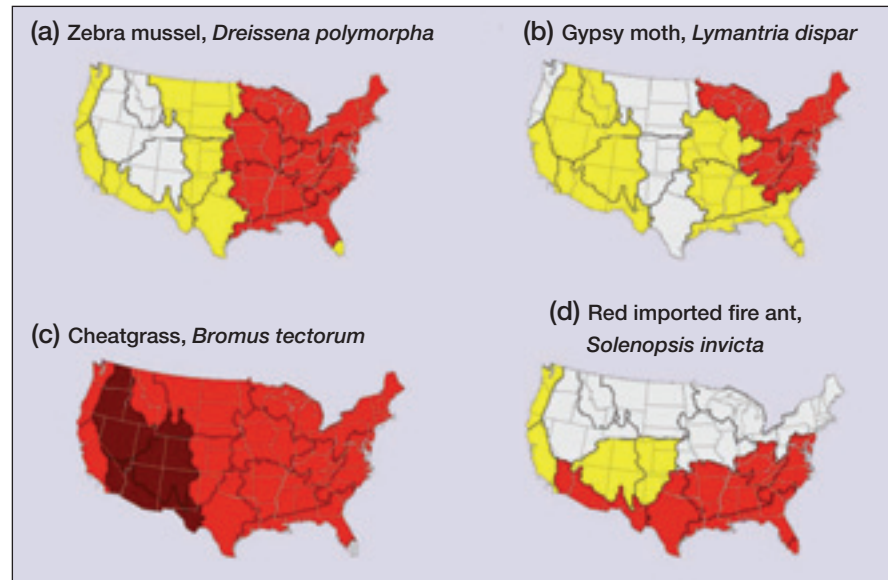 (a) Zebra mussel, Dreissena polymorpha
(b) Gypsy moth, Lymantria dispar
(c) Cheatgrass, Bromus tectorum
(d) Red imported fire ant,
Solenopsis invicta